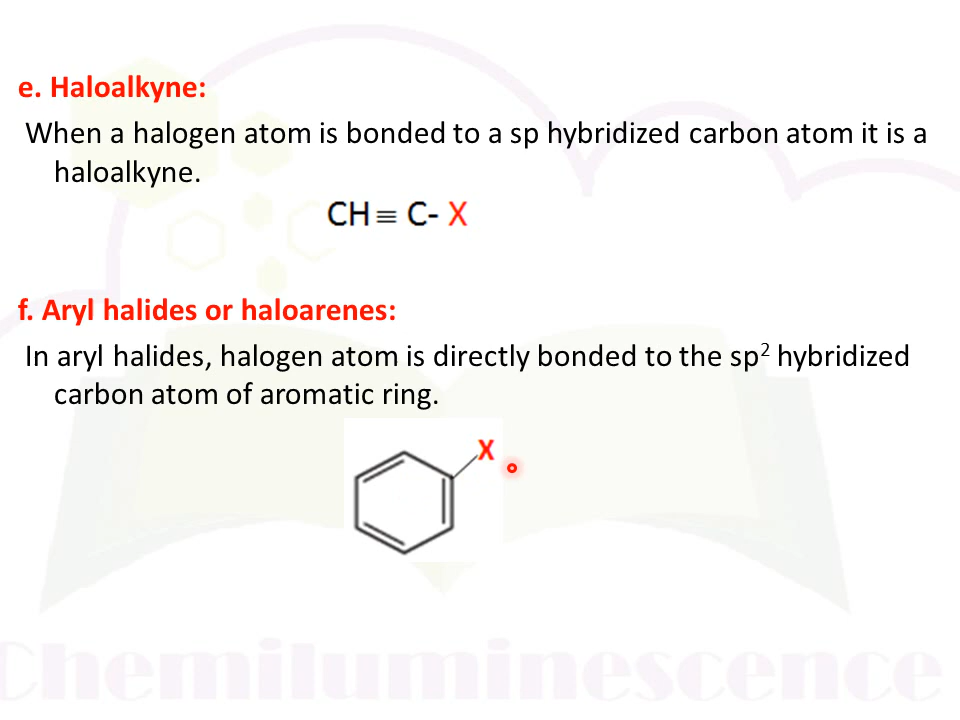 e. Haloalkyne:
When a halogen atom is bonded to a sp hybridized carbon atom it is a
haloalkyne.
CH≡ C- X
f. Aryl halides or haloarenes:
In aryl halides, halogen atom is directly bonded to the sp² hybridized
carbon atom of aromatic ring.
X
Chemiluminescence